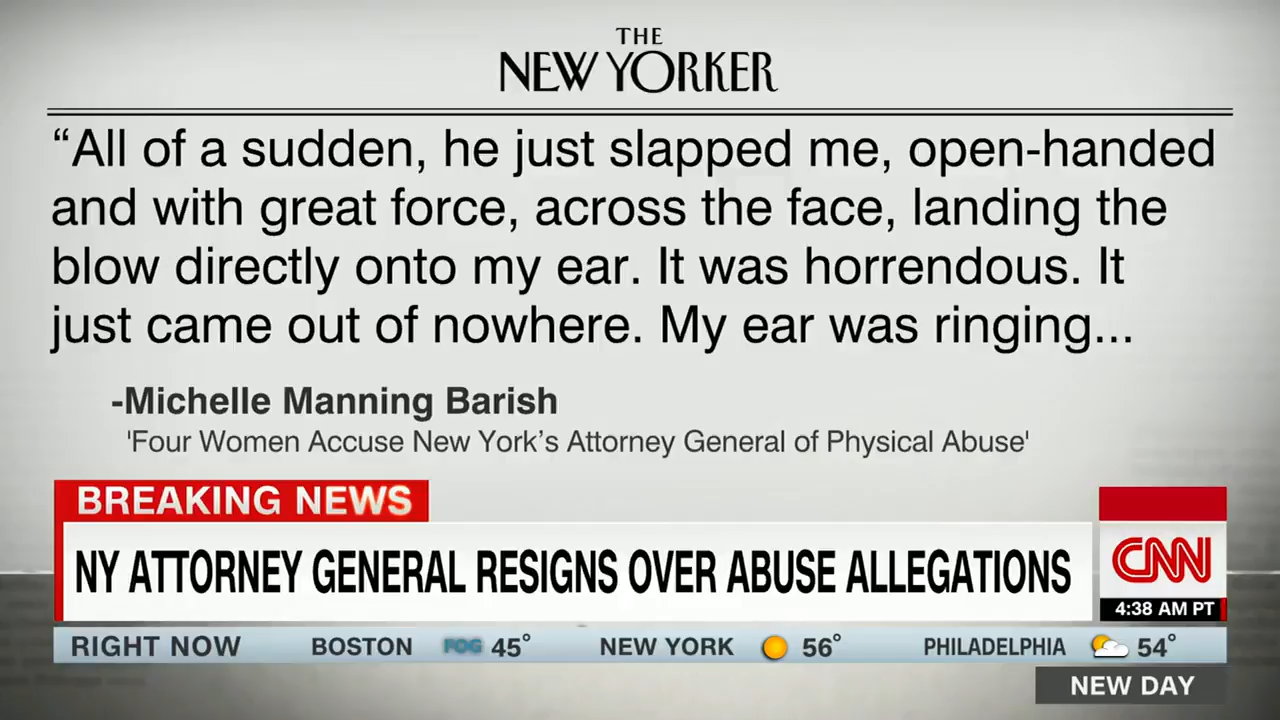 THE
NEW YORKER
“All of a sudden, he just slapped me, open-handed
and with great force, across the face, landing the
blow directly onto my ear. It was horrendous. It
just came out of nowhere. My ear was ringing...
-Michelle Manning Barish
'Four Women Accuse New York’s Attorney General of Physical Abuse'
BREAKING NEWS
NY ATTORNEY GENERAL RESIGNS OVER ABUSE ALLEGATIONS
CNN
4:38 AM PT
RIGHT NOW BOSTON FOG 45° NEW YORK 56° PHILADELPHIA 54°
NEW DAY